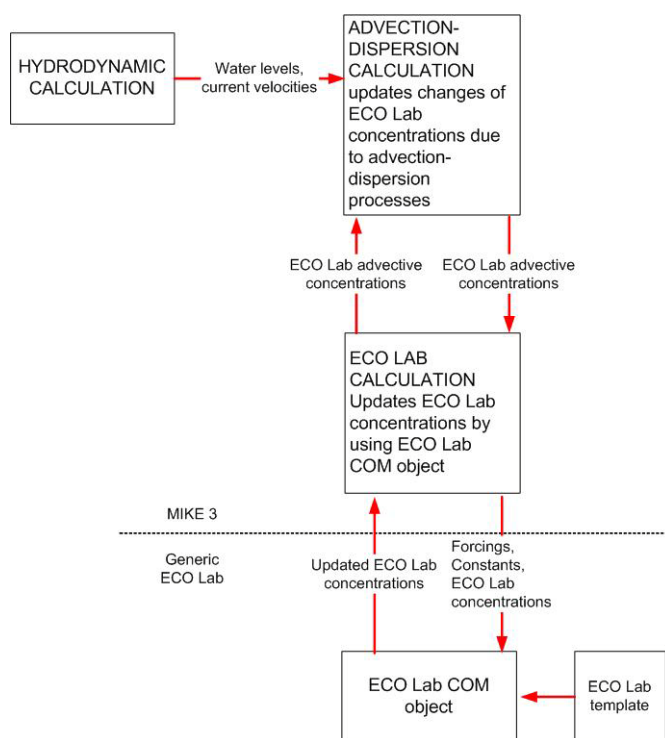 HYDRODYNAMIC
CALCULATION
Water levels,
current velocities
ADVECTION-
DISPERSION
CALCULATION
updates changes of
ECO Lab
concentrations due
to advection-
dispersion
processes
ECO Lab advective
concentrations
ECO Lab advective
concentrations
ECO LAB
CALCULATION
Updates ECO Lab
concentrations by
using ECO Lab
COM object
MIKE 3
Generic
ECO Lab
Updated ECO Lab
concentrations
Forcings,
Constants,
ECO Lab
concentrations
ECO Lab COM
object
ECO Lab
template